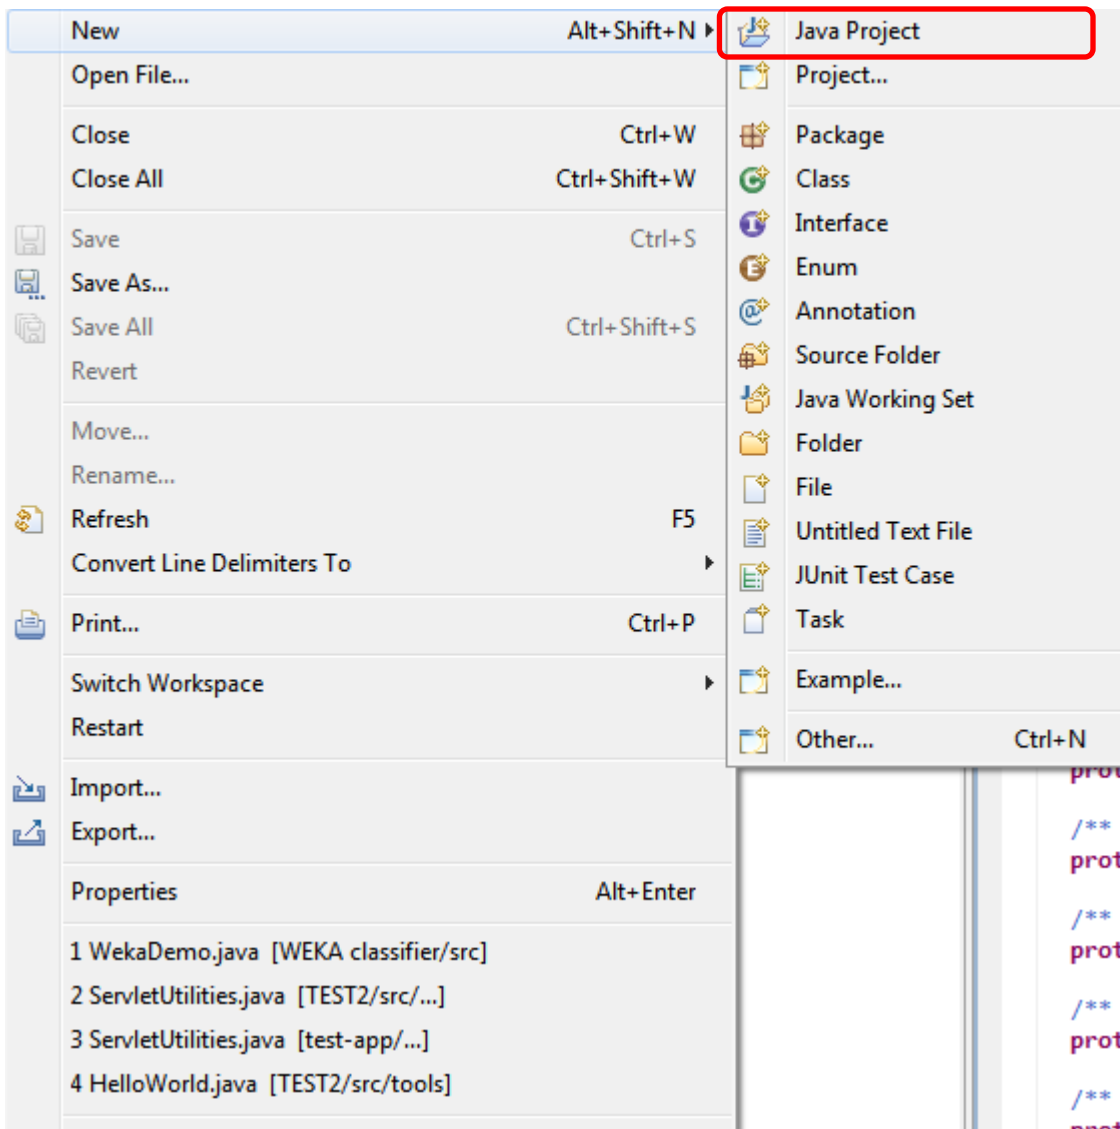 New Alt+Shift+N
Open File...
Close Ctrl+W
Close All Ctrl+Shift+W
Save Ctrl+S
Save As...
Save All Ctrl+Shift+S
Revert
Move...
Rename...
Refresh F5
Convert Line Delimiters To
Print... Ctrl+P
Switch Workspace
Restart
Import...
Export...
Properties Alt+Enter
1 WekaDemo.java [WEKA classifier/src]
2 ServletUtilities.java [TEST2/src/...]
3 ServletUtilities.java [test-app/...]
4 HelloWorld.java [TEST2/src/tools]
Java Project
Project...
Package
Class
Interface
Enum
Annotation
Source Folder
Java Working Set
Folder
File
Untitled Text File
JUnit Test Case
Task
Example...
Other... Ctrl+N
/**
prot
/**
prot
/**
prot
/**